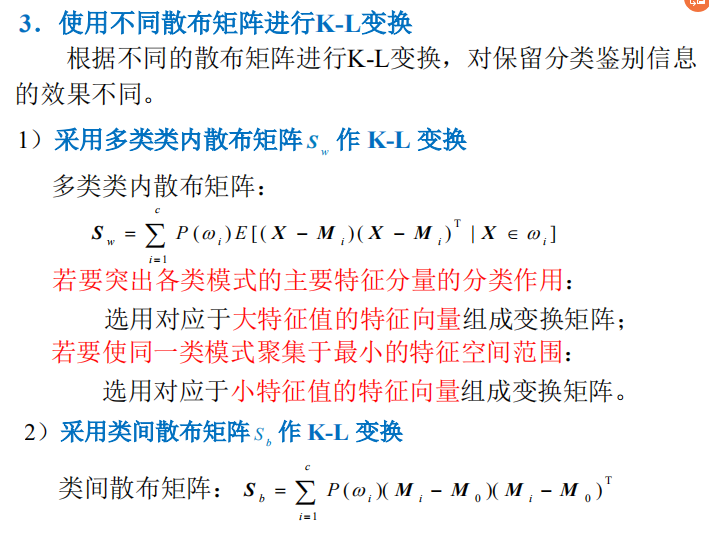 3．使用不同散布矩阵进行K-L变换
根据不同的散布矩阵进行K-L变换，对保留分类鉴别信息
的效果不同。
1）采用多类类内散布矩阵 S_w 作 K-L 变换
多类类内散布矩阵：
S_w = ∑_{i=1}^{c} P(ω_i)E[(X − M_i)(X − M_i)^T | X ∈ ω_i]
若要突出各类模式的主要特征分量的分类作用：
选用对应于大特征值的特征向量组成变换矩阵；
若要使同一类模式聚集于最小的特征空间范围：
选用对应于小特征值的特征向量组成变换矩阵。
2）采用类间散布矩阵 S_b 作 K-L 变换
类间散布矩阵： S_b = ∑_{i=1}^{c} P(ω_i)(M_i − M_0)(M_i − M_0)^T